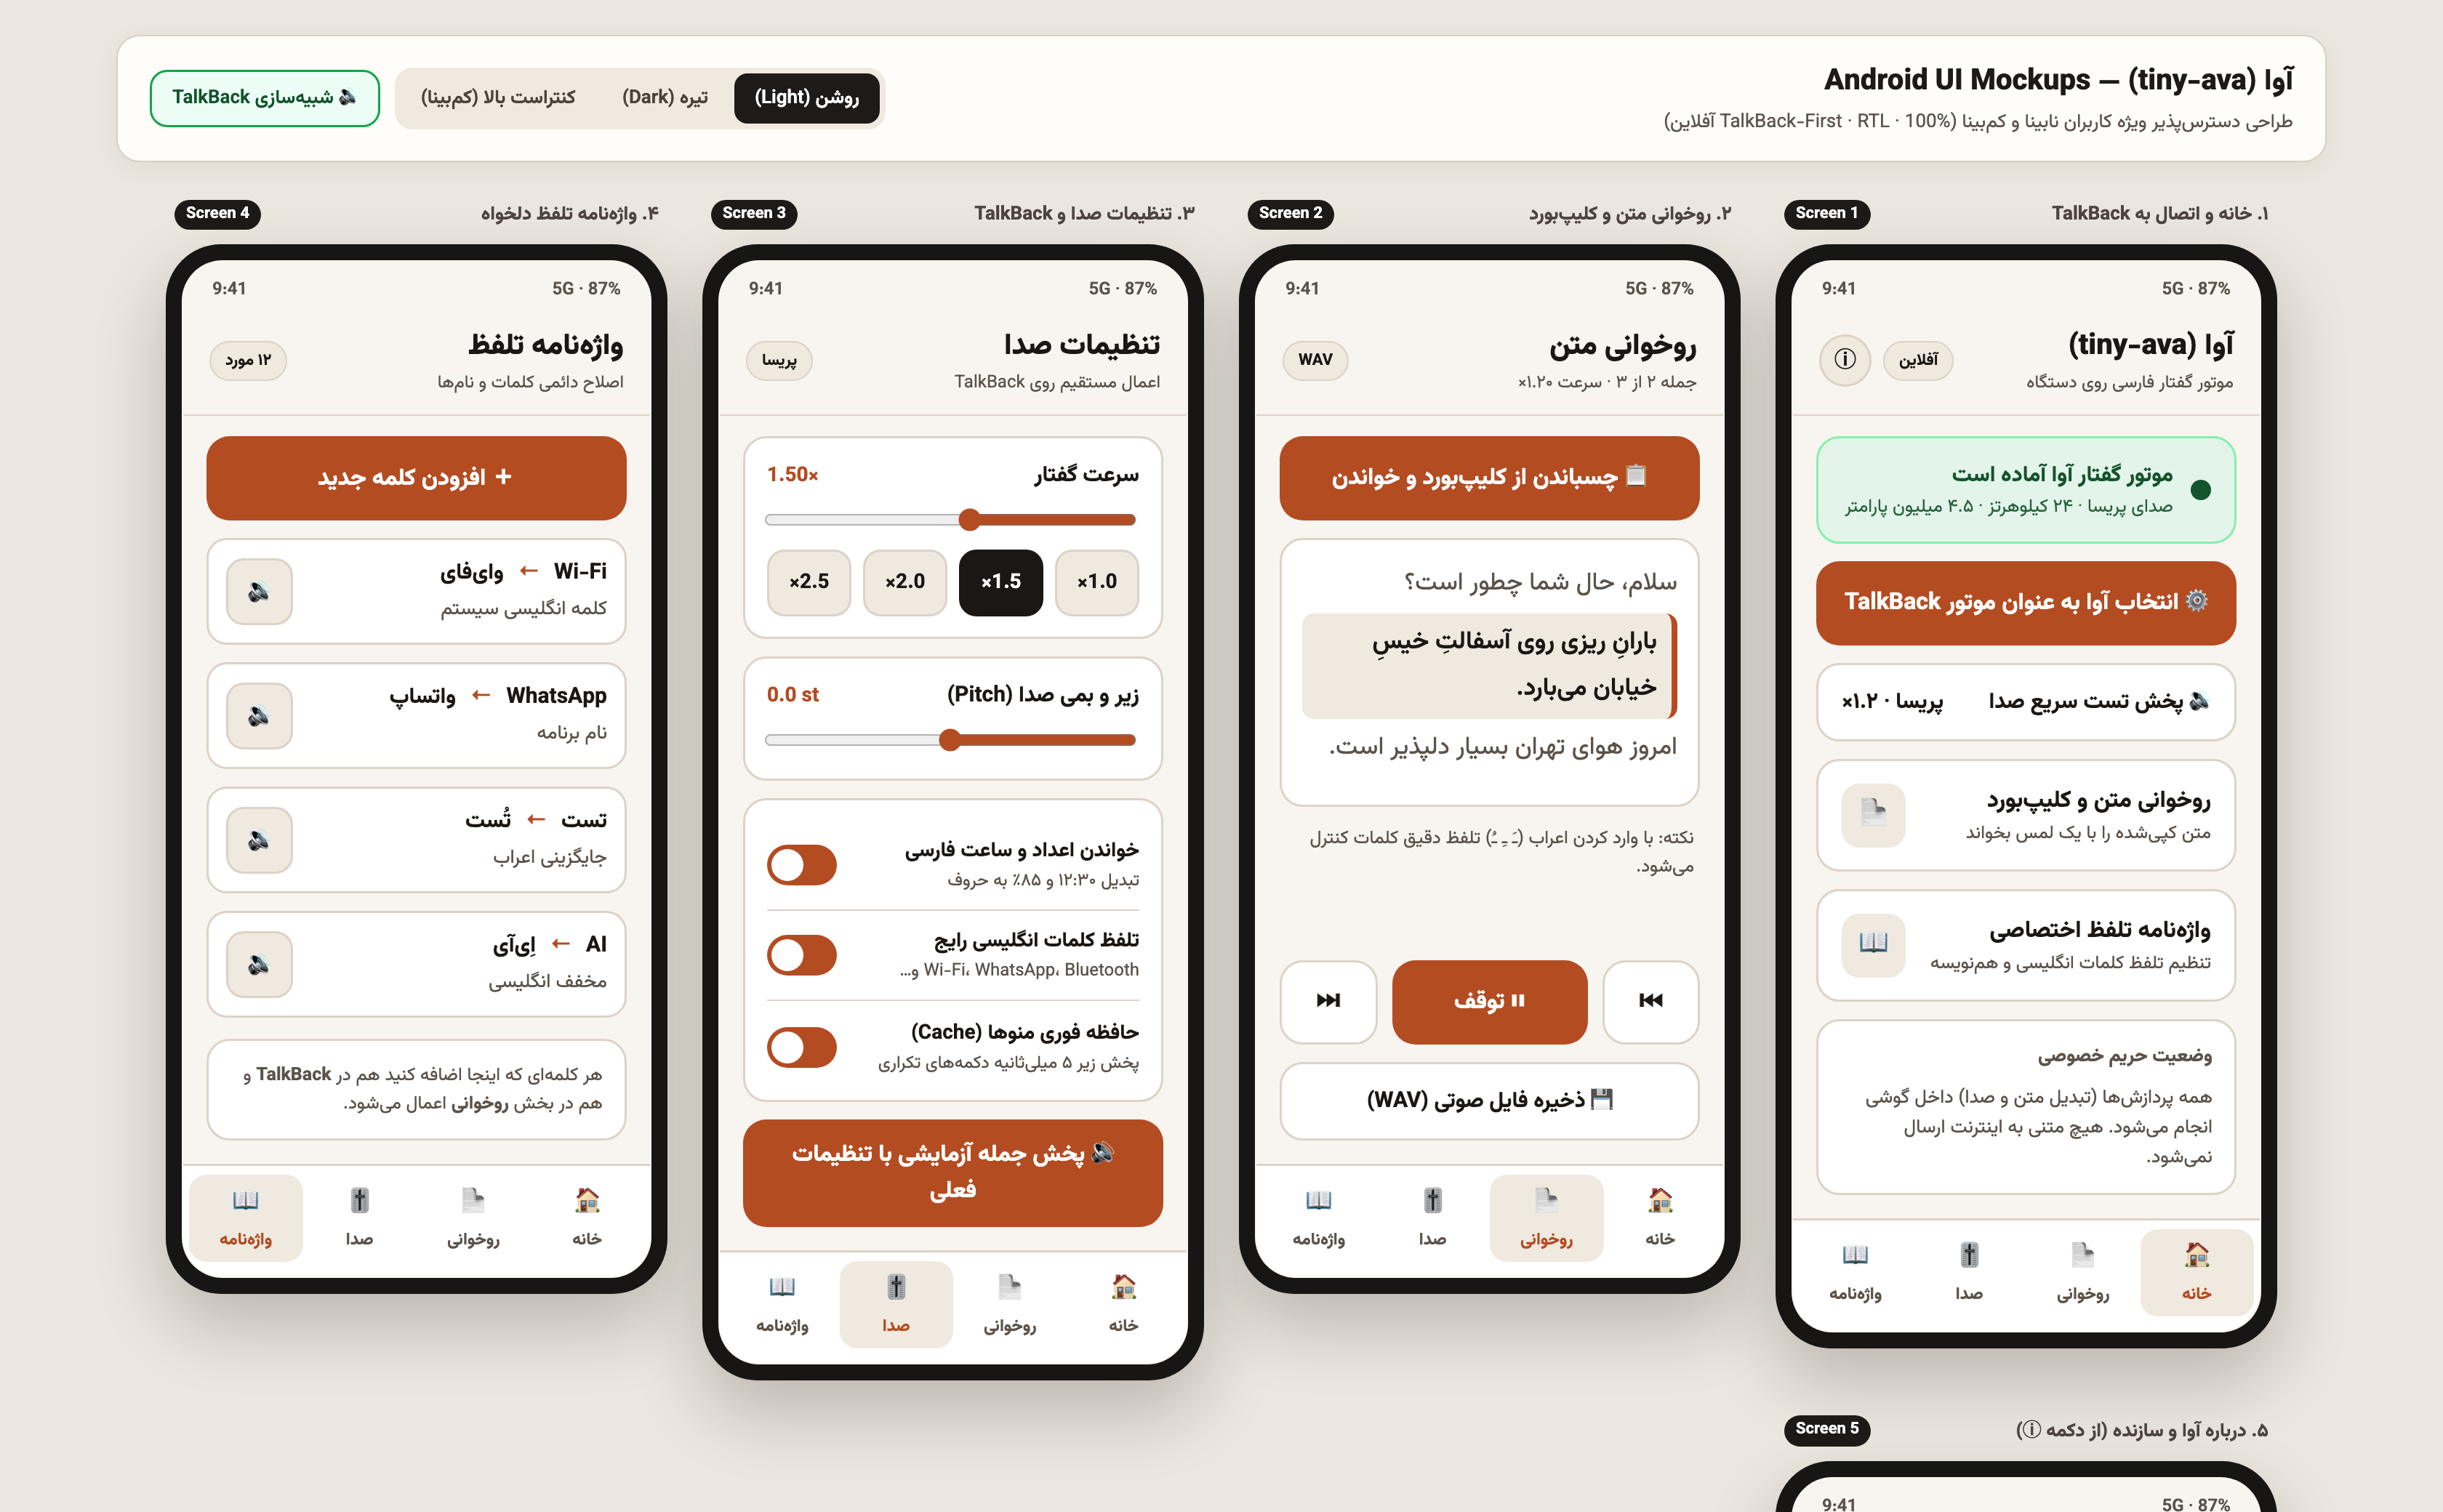 آوا (tiny-ava) — Android UI Mockups
طراحی دسترس‌پذیر ویژه کاربران نابینا و کم‌بینا (TalkBack-First · RTL · 100% آفلاین)
روشن (Light)
تیره (Dark)
کنتراست بالا (کم‌بینا)
🔈 شبیه‌سازی TalkBack
۱. خانه و اتصال به TalkBack
Screen 1
9:41
5G · 87%
آوا (tiny-ava)
موتور گفتار فارسی روی دستگاه
آفلاین
ⓘ
موتور گفتار آوا آماده است
صدای پریسا · ۲۴ کیلوهرتز · ۴.۵ میلیون پارامتر
⚙️ انتخاب آوا به عنوان موتور TalkBack
🔈 پخش تست سریع صدا
پریسا · ۱.۲×
روخوانی متن و کلیپ‌بورد
متن کپی‌شده را با یک لمس بخواند
واژه‌نامه تلفظ اختصاصی
تنظیم تلفظ کلمات انگلیسی و هم‌نویسه
وضعیت حریم خصوصی
همه پردازش‌ها (تبدیل متن و صدا) داخل گوشی
انجام می‌شود. هیچ متنی به اینترنت ارسال
نمی‌شود.
خانه
روخوانی
صدا
واژه‌نامه
۲. روخوانی متن و کلیپ‌بورد
Screen 2
9:41
5G · 87%
روخوانی متن
جمله ۲ از ۳ · سرعت ۱.۲۰×
WAV
📋 چسباندن از کلیپ‌بورد و خواندن
سلام، حال شما چطور است؟
بارانِ ریزی روی آسفالتِ خیسِ
خیابان می‌بارد.
امروز هوای تهران بسیار دلپذیر است.
نکته: با وارد کردن اعراب (ـَ ـِ ـُ) تلفظ دقیق کلمات کنترل
می‌شود.
⏮
⏸ توقف
⏭
💾 ذخیره فایل صوتی (WAV)
خانه
روخوانی
صدا
واژه‌نامه
۳. تنظیمات صدا و TalkBack
Screen 3
9:41
5G · 87%
تنظیمات صدا
اعمال مستقیم روی TalkBack
پریسا
سرعت گفتار
1.50×
×1.0
×1.5
×2.0
×2.5
زیر و بمی صدا (Pitch)
0.0 st
خواندن اعداد و ساعت فارسی
تبدیل ۱۲:۳۰ و ۸۵٪ به حروف
تلفظ کلمات انگلیسی رایج
Wi-Fi، WhatsApp، Bluetooth و…
حافظه فوری منوها (Cache)
پخش زیر ۵ میلی‌ثانیه دکمه‌های تکراری
🔊 پخش جمله آزمایشی با تنظیمات
فعلی
خانه
روخوانی
صدا
واژه‌نامه
۴. واژه‌نامه تلفظ دلخواه
Screen 4
9:41
5G · 87%
واژه‌نامه تلفظ
اصلاح دائمی کلمات و نام‌ها
۱۲ مورد
+ افزودن کلمه جدید
Wi-Fi ← وای‌فای
کلمه انگلیسی سیستم
WhatsApp ← واتساپ
نام برنامه
تست ← تُست
جایگزینی اعراب
AI ← اِی‌آی
مخفف انگلیسی
هر کلمه‌ای که اینجا اضافه کنید هم در TalkBack و
هم در بخش روخوانی اعمال می‌شود.
خانه
روخوانی
صدا
واژه‌نامه
۵. درباره آوا و سازنده (از دکمه ⓘ)
Screen 5
9:41
5G · 87%